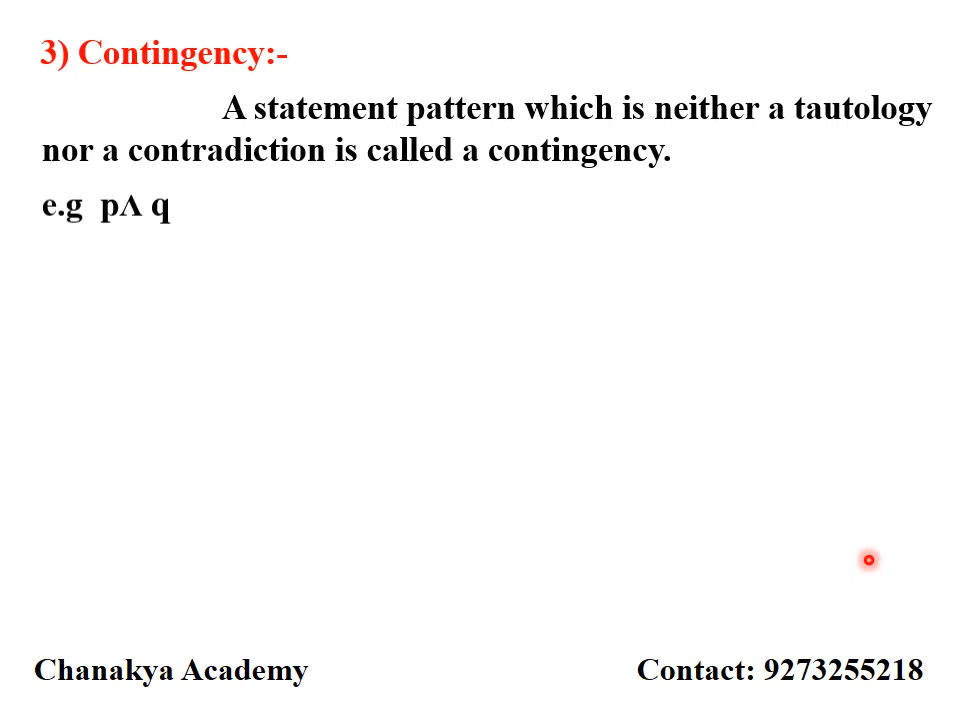 3) Contingency:-
A statement pattern which is neither a tautology
nor a contradiction is called a contingency.
e.g pΛ q
Chanakya Academy
Contact: 9273255218